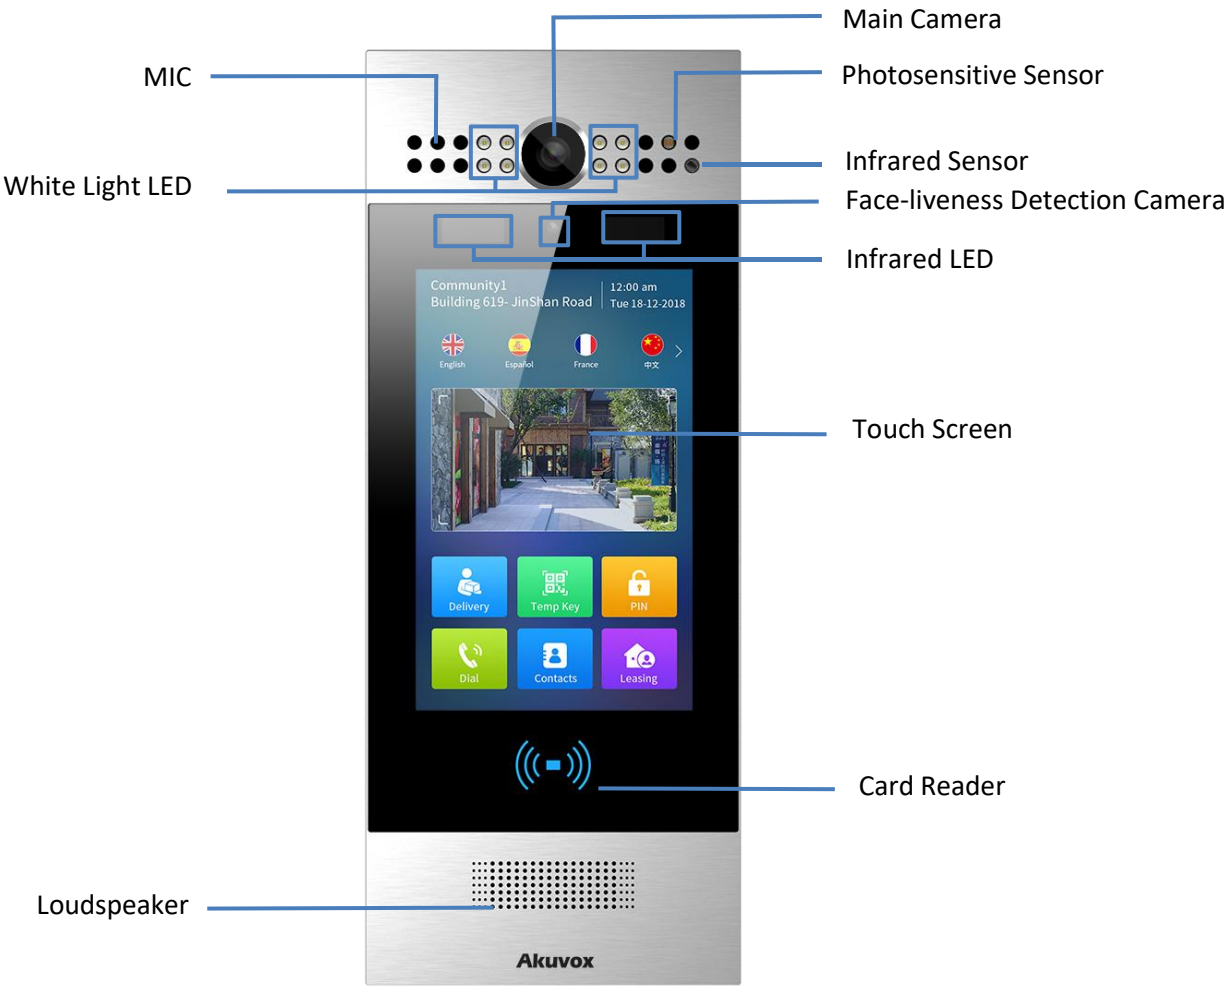 Main Camera
MIC
Photosensitive Sensor
Infrared Sensor
White Light LED
Face-liveness Detection Camera
Infrared LED
Community1
Building 619- JinShan Road
12:00 am
Tue 18-12-2018
English
Español
France
中文
Touch Screen
Delivery
Temp Key
PIN
Dial
Contacts
Leasing
Card Reader
Loudspeaker
Akuvox